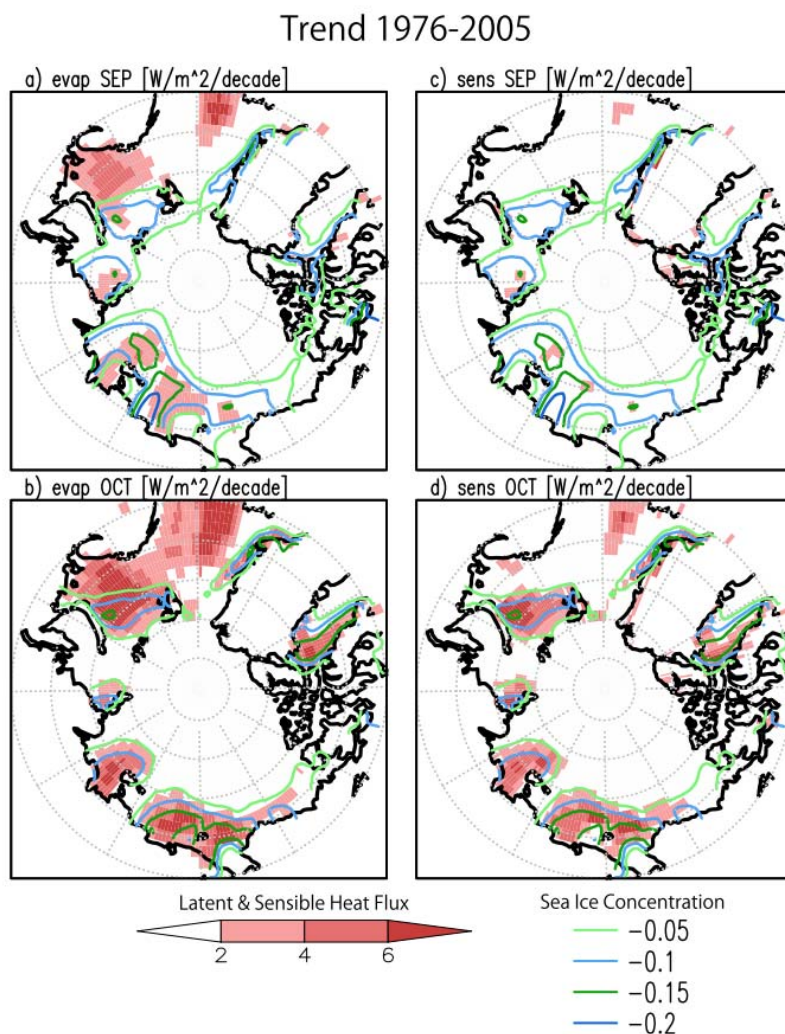 Trend 1976-2005
a) evap SEP [W/m^2/decade]
c) sens SEP [W/m^2/decade]
b) evap OCT [W/m^2/decade]
d) sens OCT [W/m^2/decade]
Latent & Sensible Heat Flux
2 4 6
Sea Ice Concentration
-0.05
-0.1
-0.15
-0.2